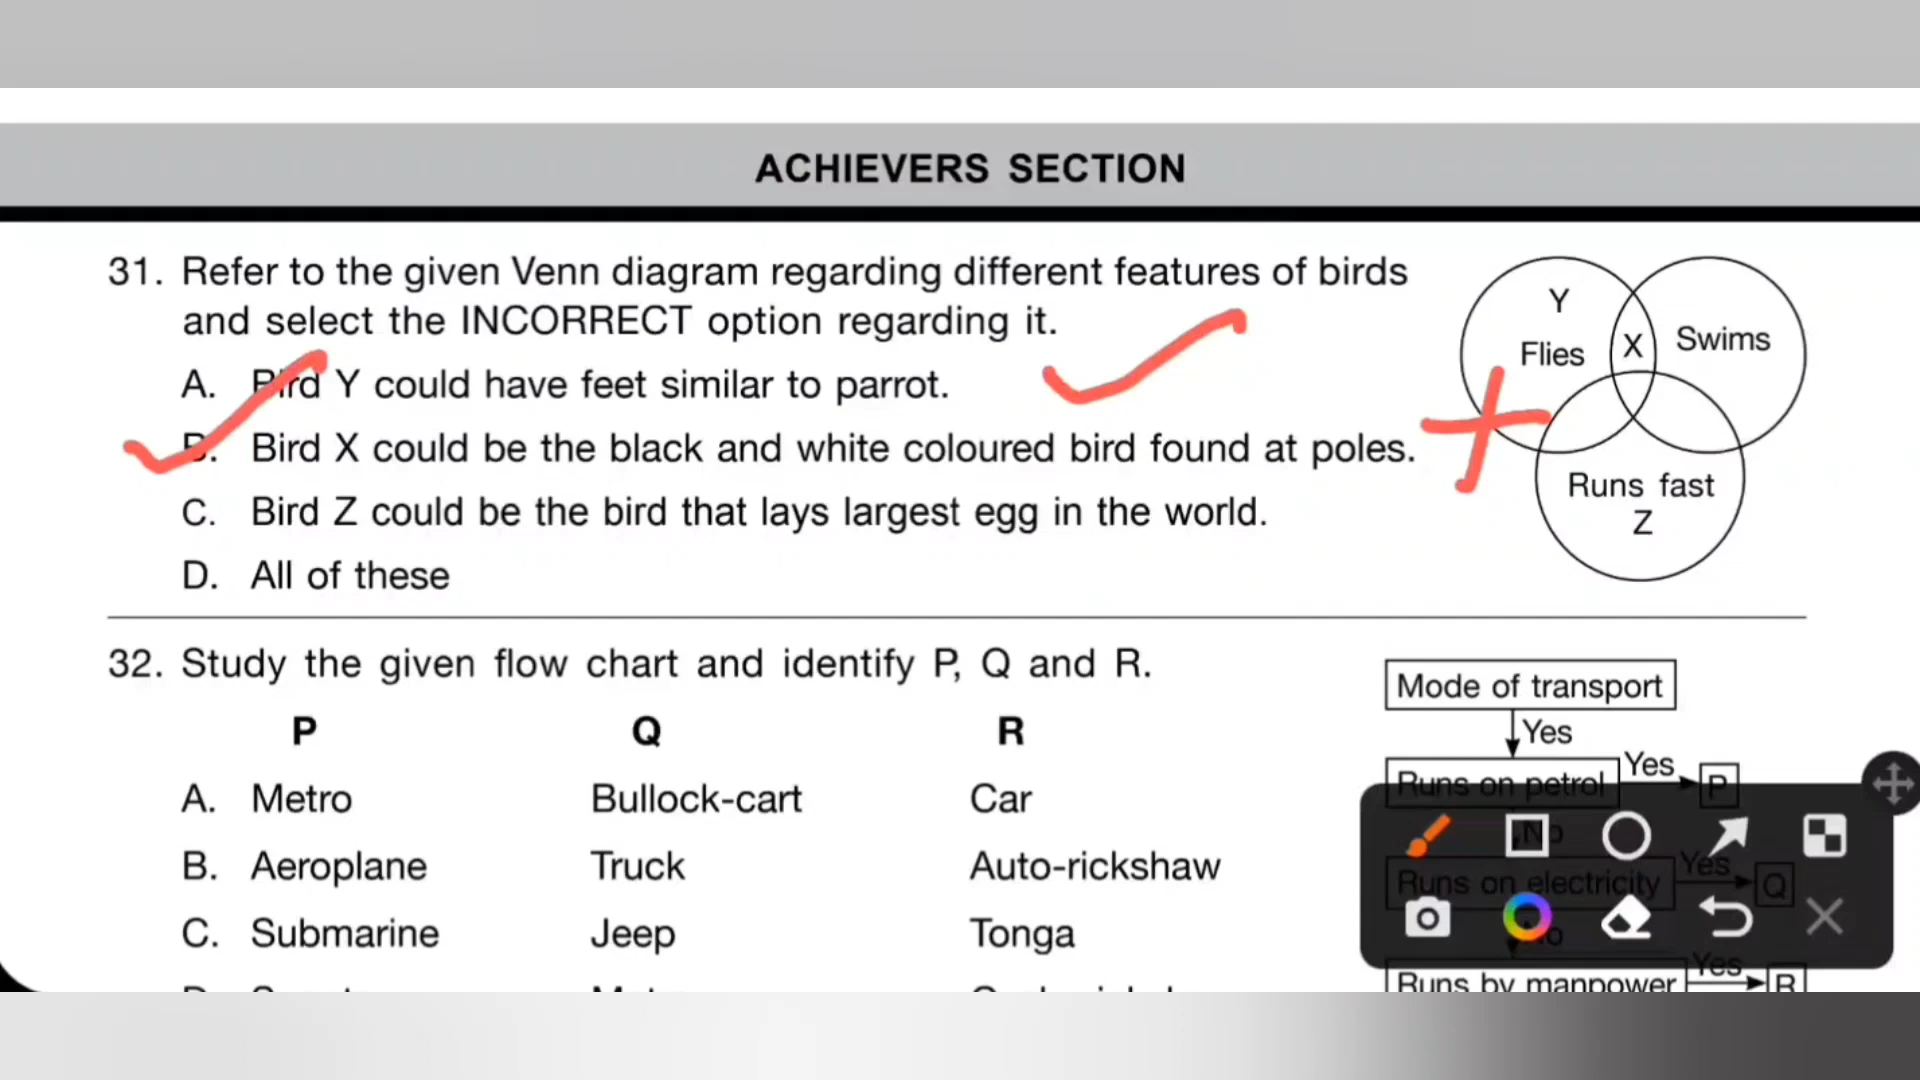 ACHIEVERS SECTION
31. Refer to the given Venn diagram regarding different features of birds
and select the INCORRECT option regarding it.
A. Bird Y could have feet similar to parrot.
B. Bird X could be the black and white coloured bird found at poles.
C. Bird Z could be the bird that lays largest egg in the world.
D. All of these
Y
Flies
X
Swims
Runs fast
Z
32. Study the given flow chart and identify P, Q and R.
P Q R
A. Metro Bullock-cart Car
B. Aeroplane Truck Auto-rickshaw
C. Submarine Jeep Tonga
Mode of transport
Yes
Runs on petrol Yes P
No
Runs on electricity Yes Q
No
Runs by manpower Yes R